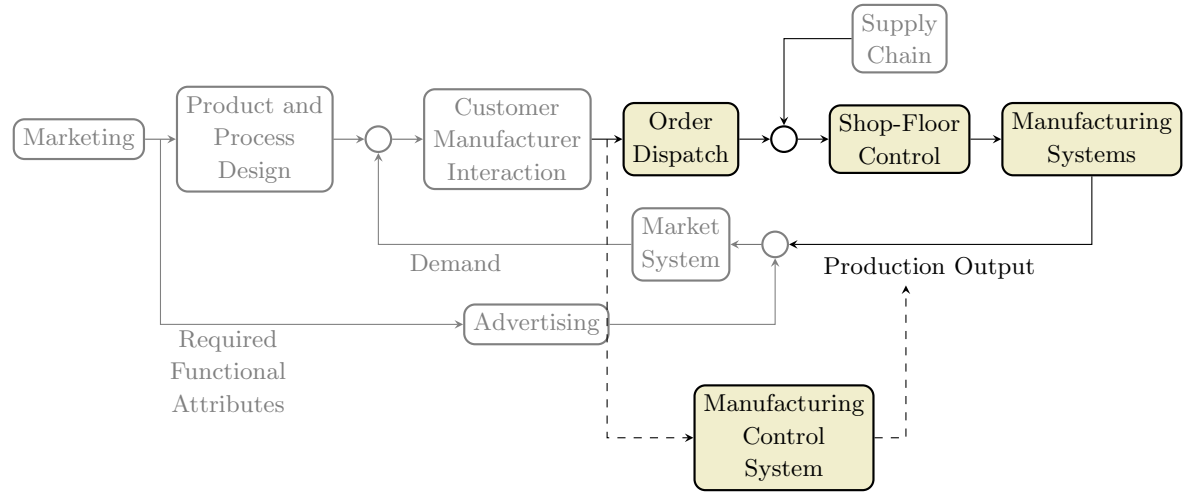 Supply
Chain
Marketing
Product and
Process
Design
Customer
Manufacturer
Interaction
Order
Dispatch
Shop-Floor
Control
Manufacturing
Systems
Market
System
Demand
Production Output
Advertising
Required
Functional
Attributes
Manufacturing
Control
System